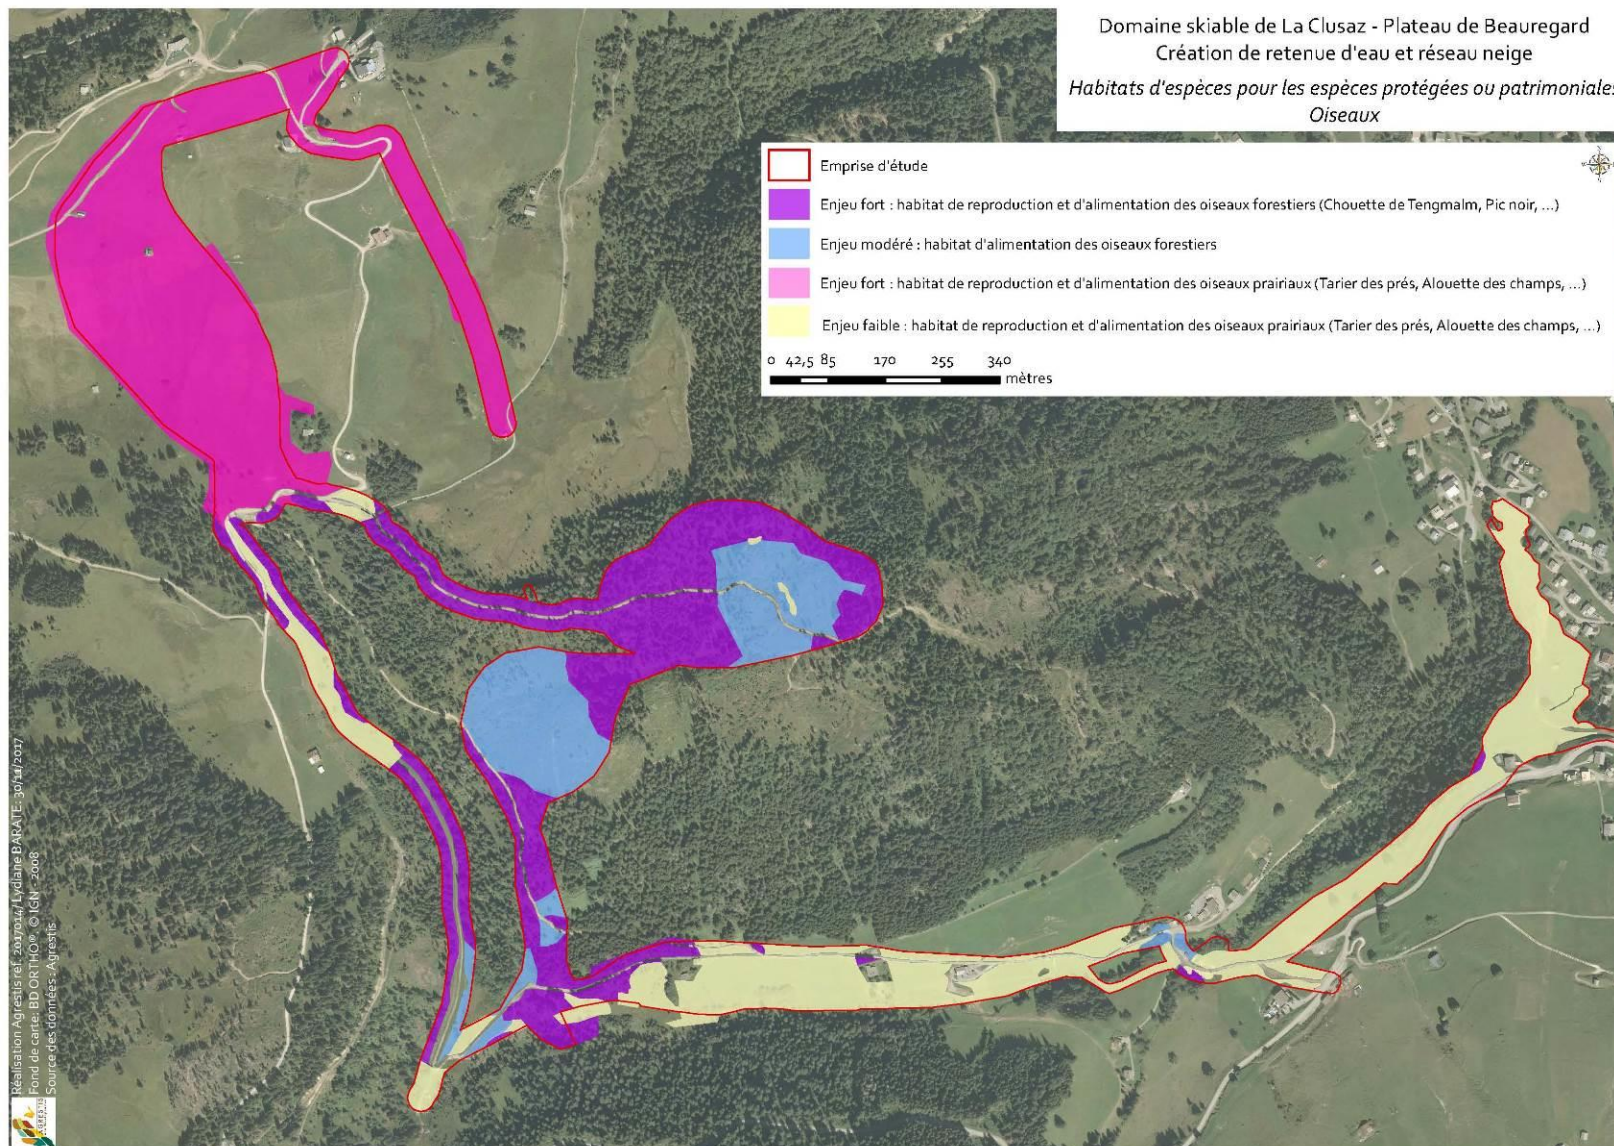 Domaine skiable de La Clusaz - Plateau de Beauregard
Création de retenue d'eau et réseau neige
Habitats d'espèces pour les espèces protégées ou patrimoniales
Oiseaux
Emprise d'étude
Enjeu fort : habitat de reproduction et d'alimentation des oiseaux forestiers (Chouette de Tengmalm, Pic noir, ...)
Enjeu modéré : habitat d'alimentation des oiseaux forestiers
Enjeu fort : habitat de reproduction et d'alimentation des oiseaux prairiaux (Tarier des prés, Alouette des champs, ...)
Enjeu faible : habitat de reproduction et d'alimentation des oiseaux prairiaux (Tarier des prés, Alouette des champs, ...)
0 42,5 85 170 255 340
mètres
Réalisation Agrestis ref. 2017014/ Lydiane BARATE: 30/11/2017
Fond de carte: BD ORTHO® © IGN - 2008
Source des données : Agrestis
AGRESTIS